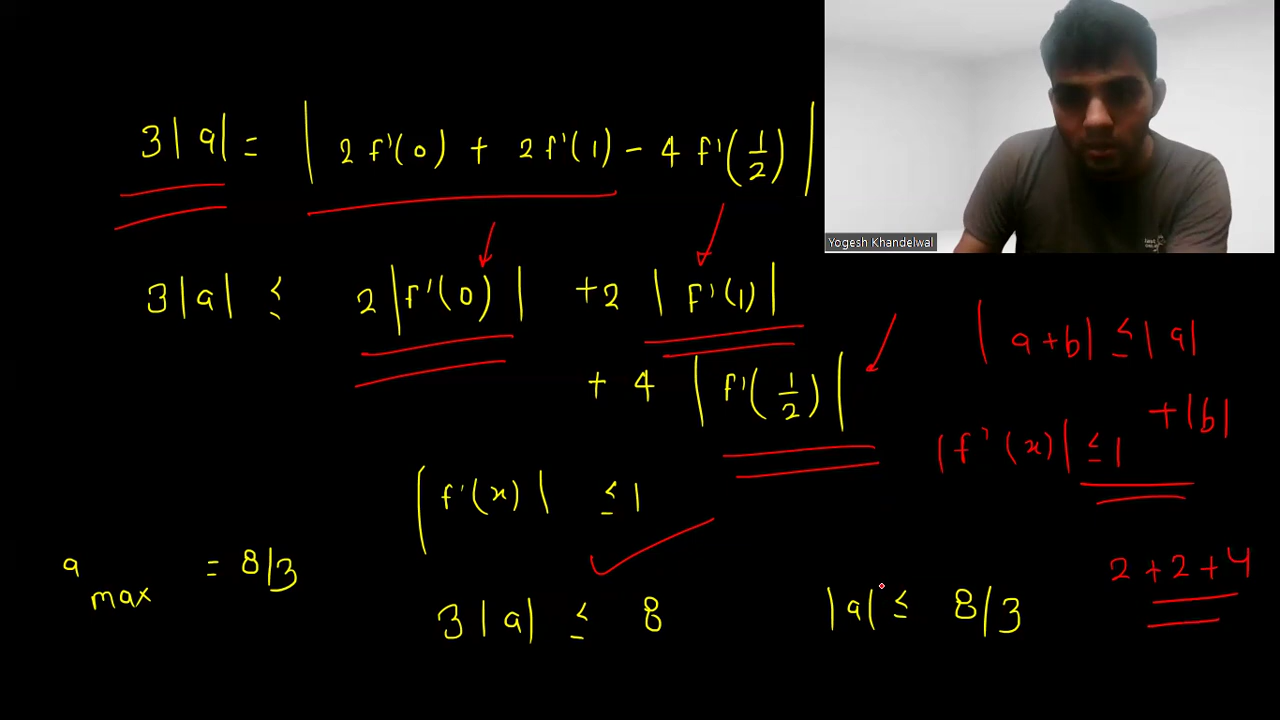 3|a| = |2f'(0) + 2f'(1) - 4f'(1/2)|
Yogesh Khandelwal
3|a| ≤ 2|f'(0)| + 2|f'(1)|
+ 4|f'(1/2)|
|a+b| ≤ |a|
+ |b|
|f'(x)| ≤ 1
|f'(x)| ≤ 1
a max = 8/3
2+2+4
3|a| ≤ 8
|a| ≤ 8/3